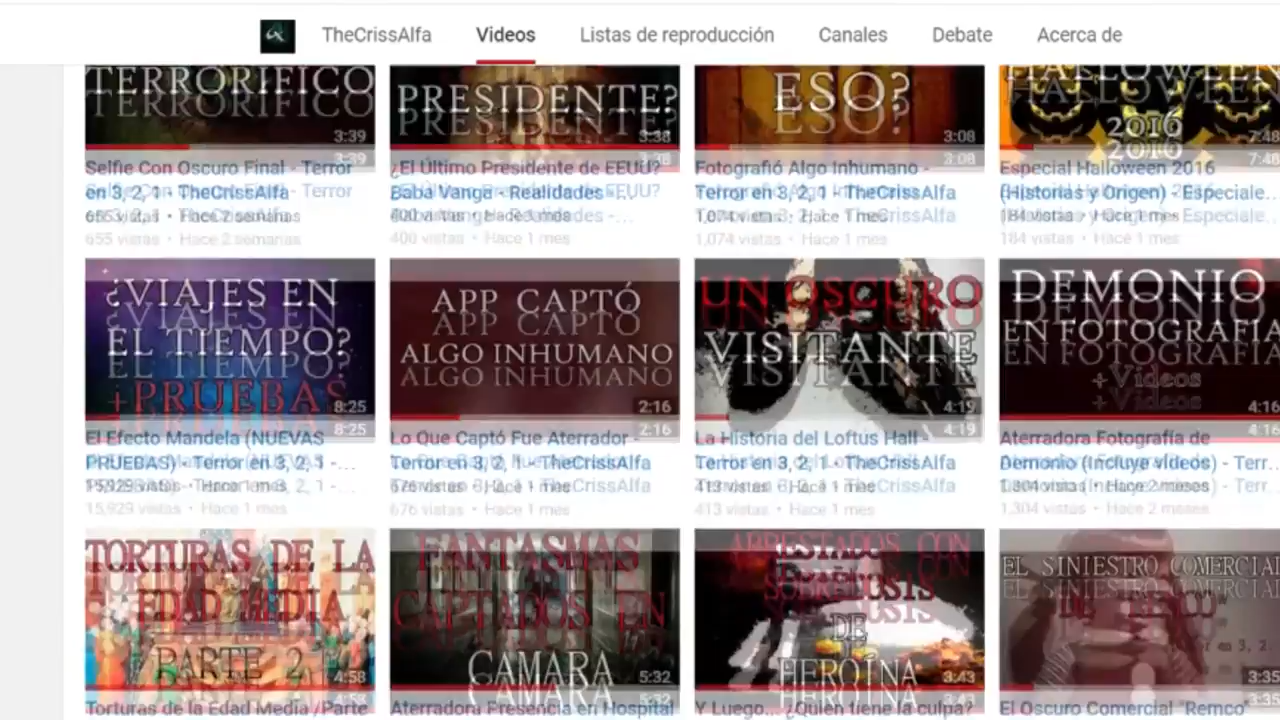 TheCrissAlfa Videos Listas de reproducción Canales Debate Acerca de
TERRORÍFICO
3:39
PRESIDENTE?
3:38
ESO?
3:08
HALLOWEEN
2016
7:48
Selfie Con Oscuro Final - Terror
en 3, 2, 1 - TheCrissAlfa
655 vistas • Hace 2 semanas
¿El Último Presidente de EEUU?
Baba Vanga - Realidades -...
400 vistas • Hace 1 mes
Fotografió Algo Inhumano -
Terror en 3, 2, 1 - TheCrissAlfa
1,074 vistas • Hace 1 mes
Especial Halloween 2016
(Historias y Origen) - Especiale...
184 vistas • Hace 1 mes
¿VIAJES EN
EL TIEMPO?
+PRUEBAS
8:25
APP CAPTÓ
ALGO INHUMANO
2:16
UN OSCURO
VISITANTE
4:19
DEMONIO
EN FOTOGRAFÍA
+Videos
4:16
El Efecto Mandela (NUEVAS
PRUEBAS) - Terror en 3, 2, 1 -...
15,929 vistas • Hace 1 mes
Lo Que Captó Fue Aterrador -
Terror en 3, 2, 1 - TheCrissAlfa
676 vistas • Hace 1 mes
La Historia del Loftus Hall -
Terror en 3, 2, 1 - TheCrissAlfa
413 vistas • Hace 1 mes
Aterradora Fotografía de
Demonio (Incluye videos) - Terr...
1,304 vistas • Hace 2 meses
TORTURAS DE LA
EDAD MEDIA
PARTE 2
4:58
FANTASMAS
CAPTADOS EN
CAMARA
5:32
ARRESTADOS CON
SOBREDOSIS
DE
HEROÍNA
3:43
EL SINIESTRO COMERCIAL
DE
3:35
Torturas de la Edad Media /Parte
Aterradora Presencia en Hospital
Y Luego... ¿Quién tiene la culpa?
El Oscuro Comercial "Remco"